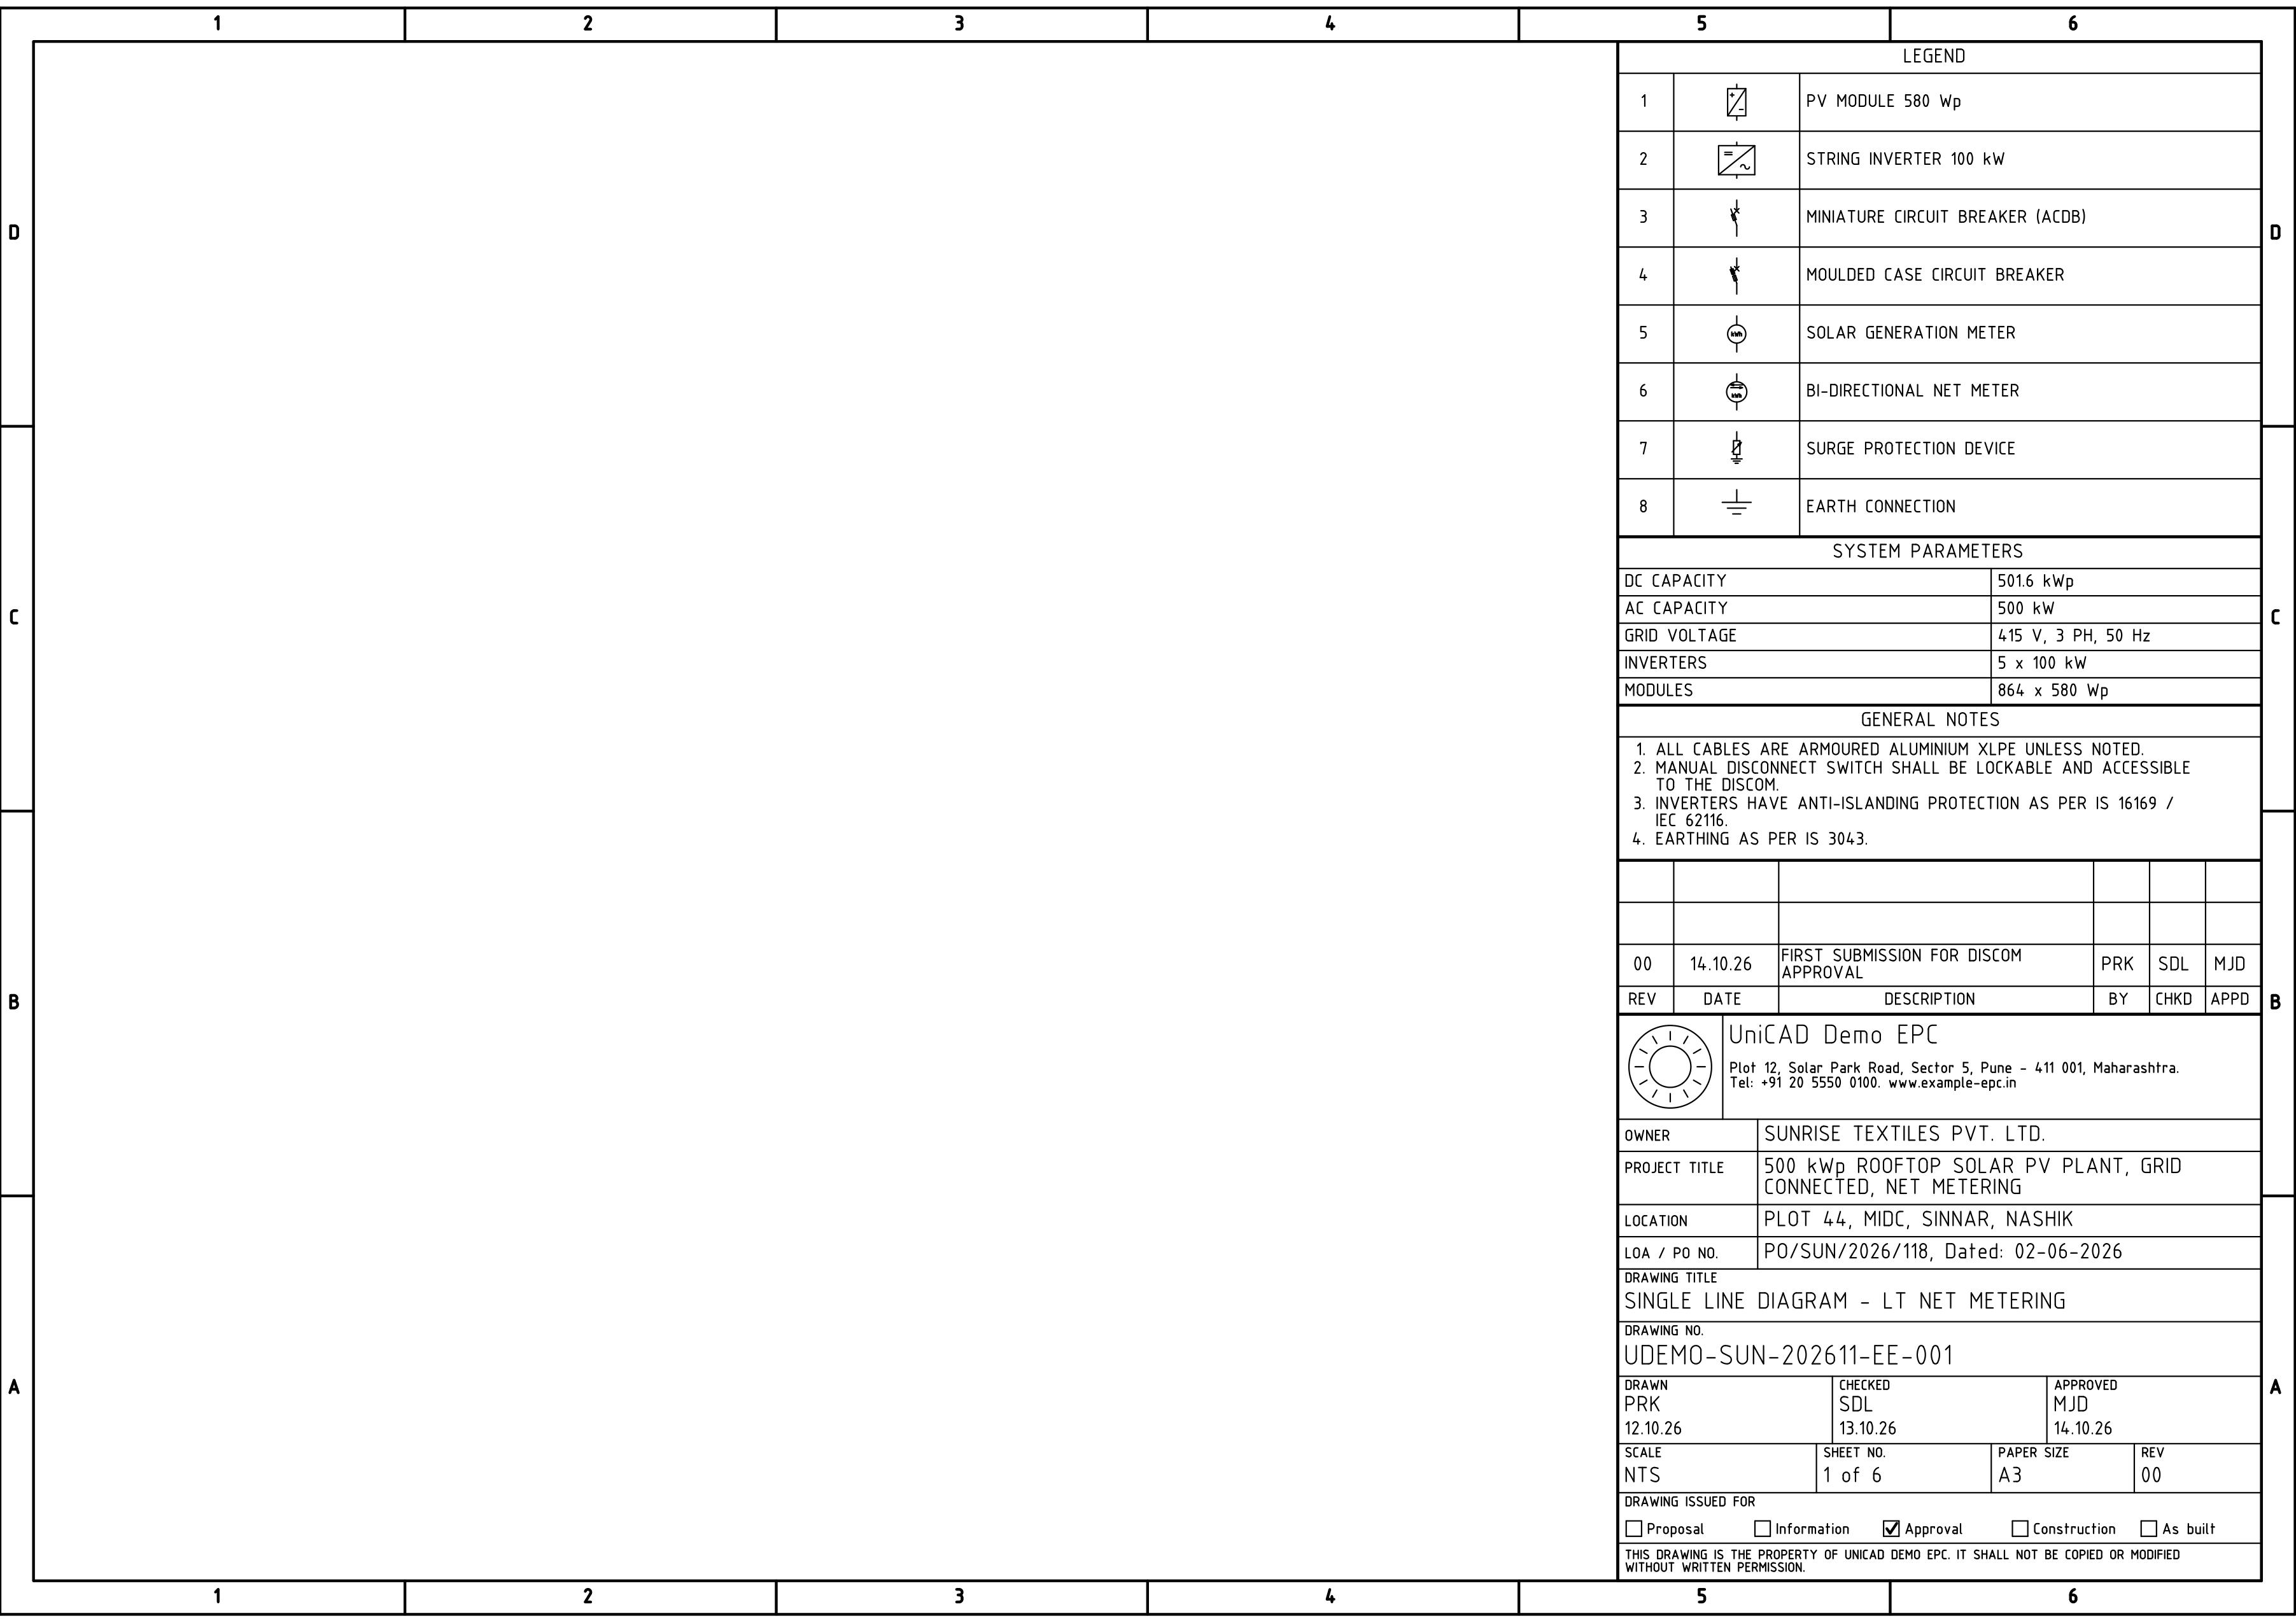 1 2 3 4 5 6
LEGEND
1 PV MODULE 580 Wp
2 STRING INVERTER 100 kW
3 MINIATURE CIRCUIT BREAKER (ACDB)
D D
4 MOULDED CASE CIRCUIT BREAKER
5 kWh SOLAR GENERATION METER
6 kWh BI-DIRECTIONAL NET METER
7 SURGE PROTECTION DEVICE
8 EARTH CONNECTION
SYSTEM PARAMETERS
DC CAPACITY 501.6 kWp
AC CAPACITY 500 kW
C C
GRID VOLTAGE 415 V, 3 PH, 50 Hz
INVERTERS 5 x 100 kW
MODULES 864 x 580 Wp
GENERAL NOTES
1. ALL CABLES ARE ARMOURED ALUMINIUM XLPE UNLESS NOTED.
2. MANUAL DISCONNECT SWITCH SHALL BE LOCKABLE AND ACCESSIBLE
TO THE DISCOM.
3. INVERTERS HAVE ANTI-ISLANDING PROTECTION AS PER IS 16169 /
IEC 62116.
4. EARTHING AS PER IS 3043.
00 14.10.26 FIRST SUBMISSION FOR DISCOM
APPROVAL PRK SDL MJD
REV DATE DESCRIPTION BY CHKD APPD
B B
UniCAD Demo EPC
Plot 12, Solar Park Road, Sector 5, Pune - 411 001, Maharashtra.
Tel: +91 20 5550 0100. www.example-epc.in
OWNER SUNRISE TEXTILES PVT. LTD.
PROJECT TITLE 500 kWp ROOFTOP SOLAR PV PLANT, GRID
CONNECTED, NET METERING
LOCATION PLOT 44, MIDC, SINNAR, NASHIK
LOA / PO NO. PO/SUN/2026/118, Dated: 02-06-2026
DRAWING TITLE
SINGLE LINE DIAGRAM - LT NET METERING
DRAWING NO.
UDEMO-SUN-202611-EE-001
A A
DRAWN CHECKED APPROVED
PRK SDL MJD
12.10.26 13.10.26 14.10.26
SCALE SHEET NO. PAPER SIZE REV
NTS 1 of 6 A3 00
DRAWING ISSUED FOR
Proposal Information Approval Construction As built
THIS DRAWING IS THE PROPERTY OF UNICAD DEMO EPC. IT SHALL NOT BE COPIED OR MODIFIED
WITHOUT WRITTEN PERMISSION.
1 2 3 4 5 6